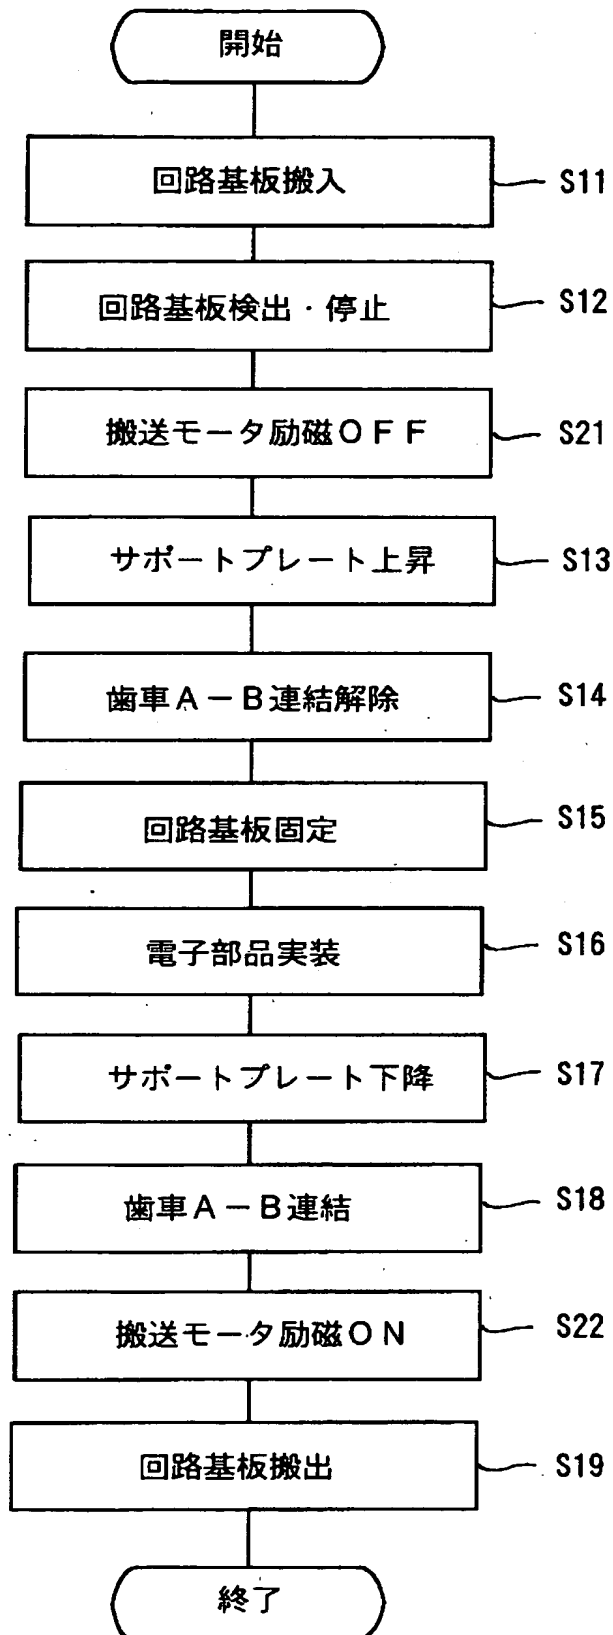 開始
回路基板搬入 S11
回路基板検出・停止 S12
搬送モータ励磁OFF S21
サポートプレート上昇 S13
歯車A－B連結解除 S14
回路基板固定 S15
電子部品実装 S16
サポートプレート下降 S17
歯車A－B連結 S18
搬送モータ励磁ON S22
回路基板搬出 S19
終了